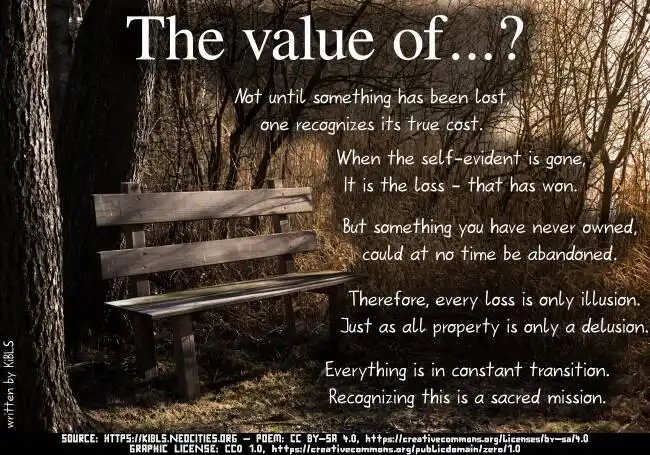 The value of...?
Not until something has been lost,
one recognizes its true cost.
When the self-evident is gone,
It is the loss - that has won.
But something you have never owned,
could at no time be abandoned.
Therefore, every loss is only illusion.
Just as all property is only a delusion.
Everything is in constant transition.
Recognizing this is a sacred mission.
written by KiBLS
SOURCE: HTTPS://KIBLS.NEOCITIES.ORG - POEM: CC BY-SA 4.0, https://creativecommons.org/licenses/by-sa/4.0
GRAPHIC LICENSE: CC0 1.0, https://creativecommons.org/publicdomain/zero/1.0